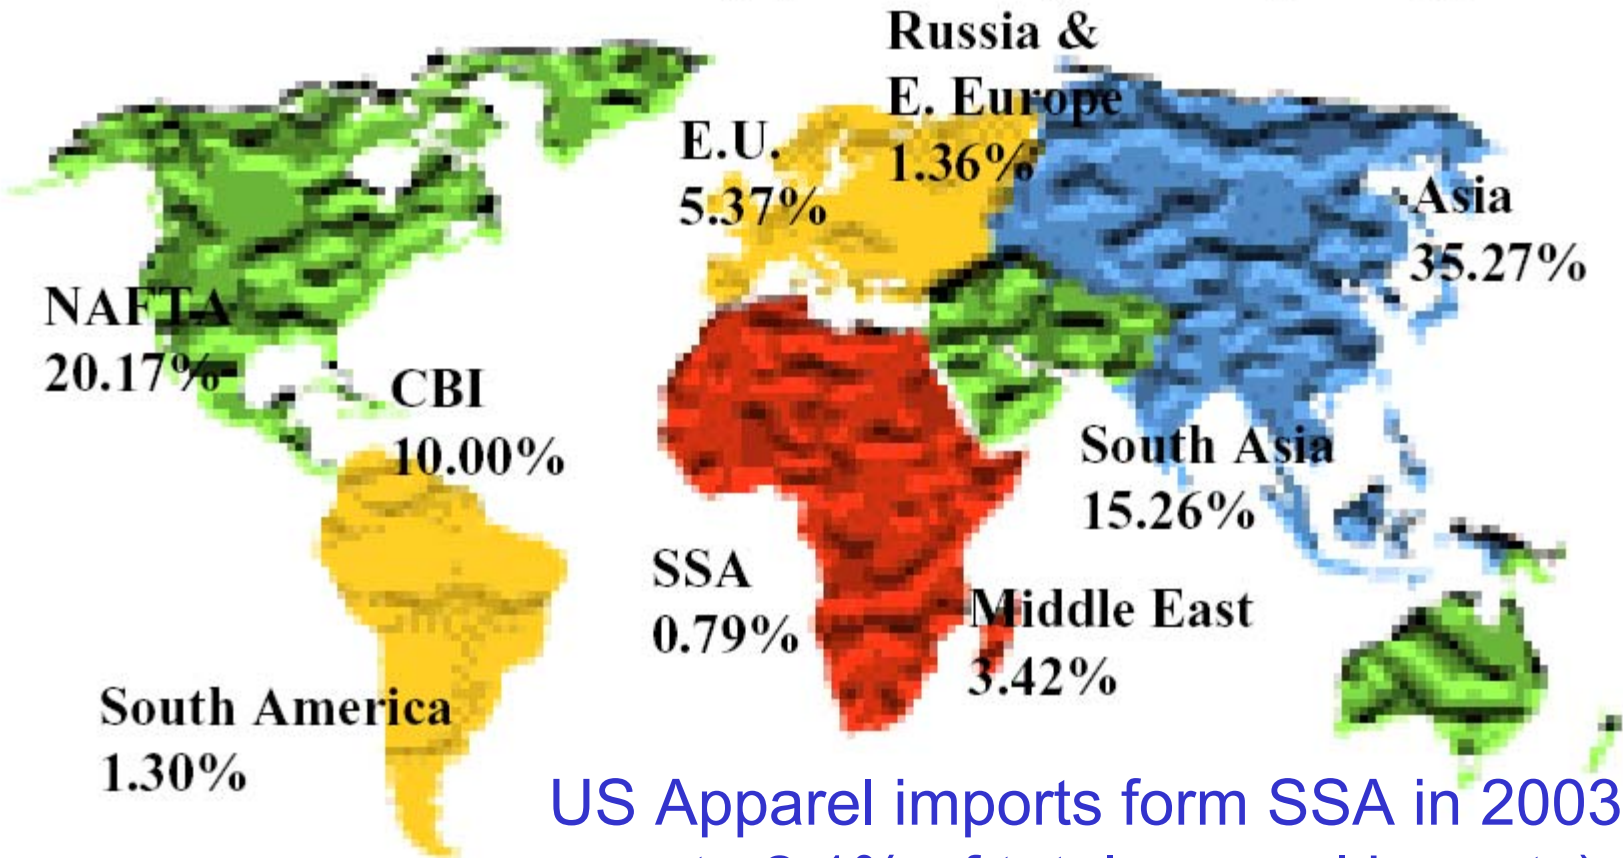 Russia &
E. Europe
1.36%
E.U.
5.37%
Asia
35.27%
NAFTA
20.17%
CBI
10.00%
South Asia
15.26%
SSA
0.79%
Middle East
3.42%
South America
1.30%
US Apparel imports form SSA in 2003